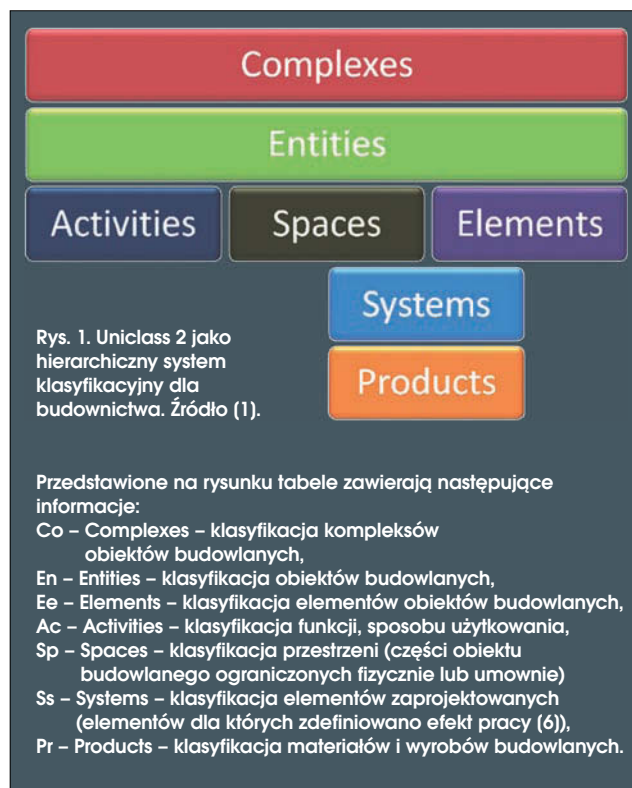 Complexes
Entities
Activities
Spaces
Elements
Systems
Products
Rys. 1. Uniclass 2 jako
hierarchiczny system
klasyfikacyjny dla
budownictwa. Źródło (1).
Przedstawione na rysunku tabele zawierają następujące
informacje:
Co – Complexes – klasyfikacja kompleksów
obiektów budowlanych,
En – Entities – klasyfikacja obiektów budowlanych,
Ee – Elements – klasyfikacja elementów obiektów budowlanych,
Ac – Activities – klasyfikacja funkcji, sposobu użytkowania,
Sp – Spaces – klasyfikacja przestrzeni (części obiektu
budowlanego ograniczonych fizycznie lub umownie)
Ss – Systems – klasyfikacja elementów zaprojektowanych
(elementów dla których zdefiniowano efekt pracy (6)),
Pr – Products – klasyfikacja materiałów i wyrobów budowlanych.